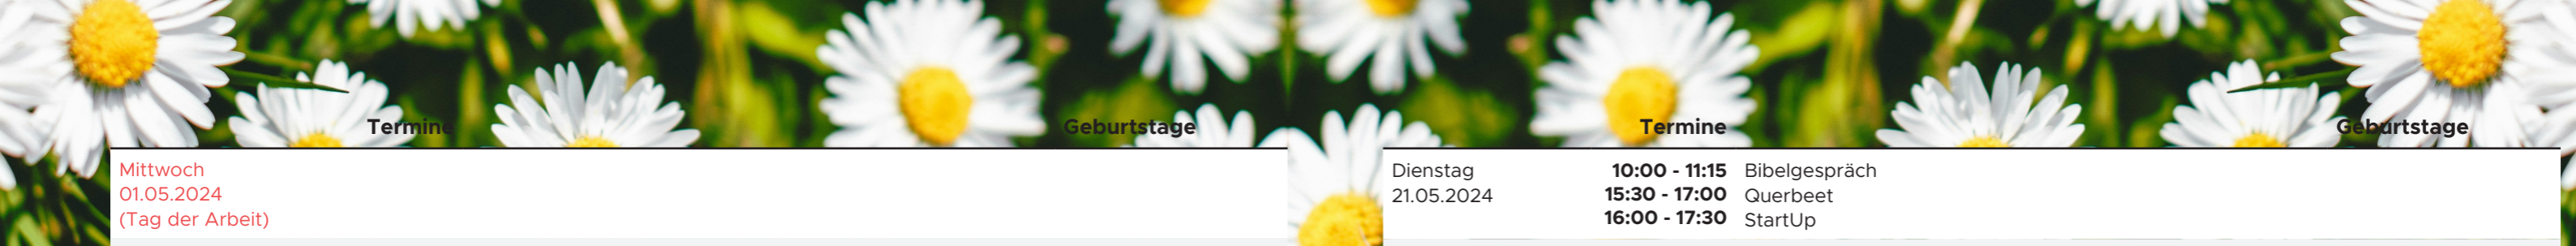 Termine Geburtstage
Mittwoch
01.05.2024
(Tag der Arbeit)
Termine Geburtstage
Dienstag 10:00 - 11:15 Bibelgespräch
21.05.2024 15:30 - 17:00 Querbeet
16:00 - 17:30 StartUp